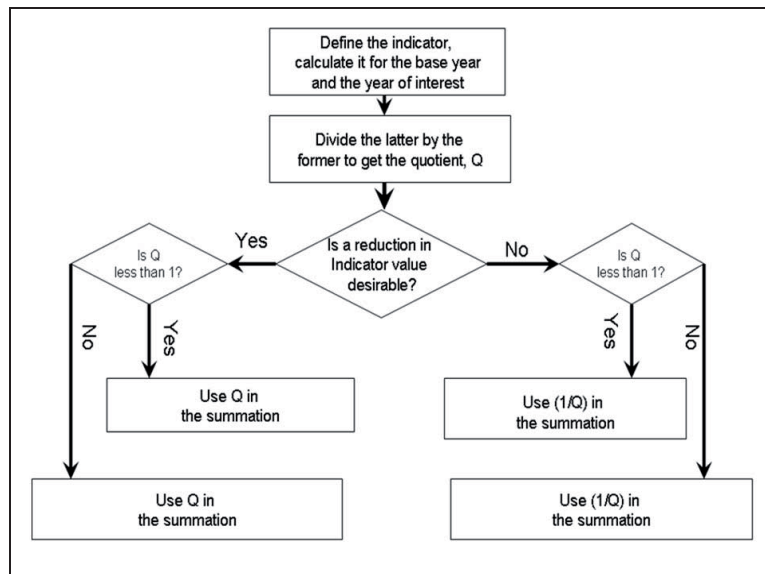 Define the indicator,
calculate it for the base year
and the year of interest
Divide the latter by the
former to get the quotient, Q
Is a reduction in
Indicator value
desirable?
Yes
No
Is Q
less than 1?
Is Q
less than 1?
No
Yes
Yes
No
Use Q in
the summation
Use (1/Q) in
the summation
Use Q in
the summation
Use (1/Q) in
the summation